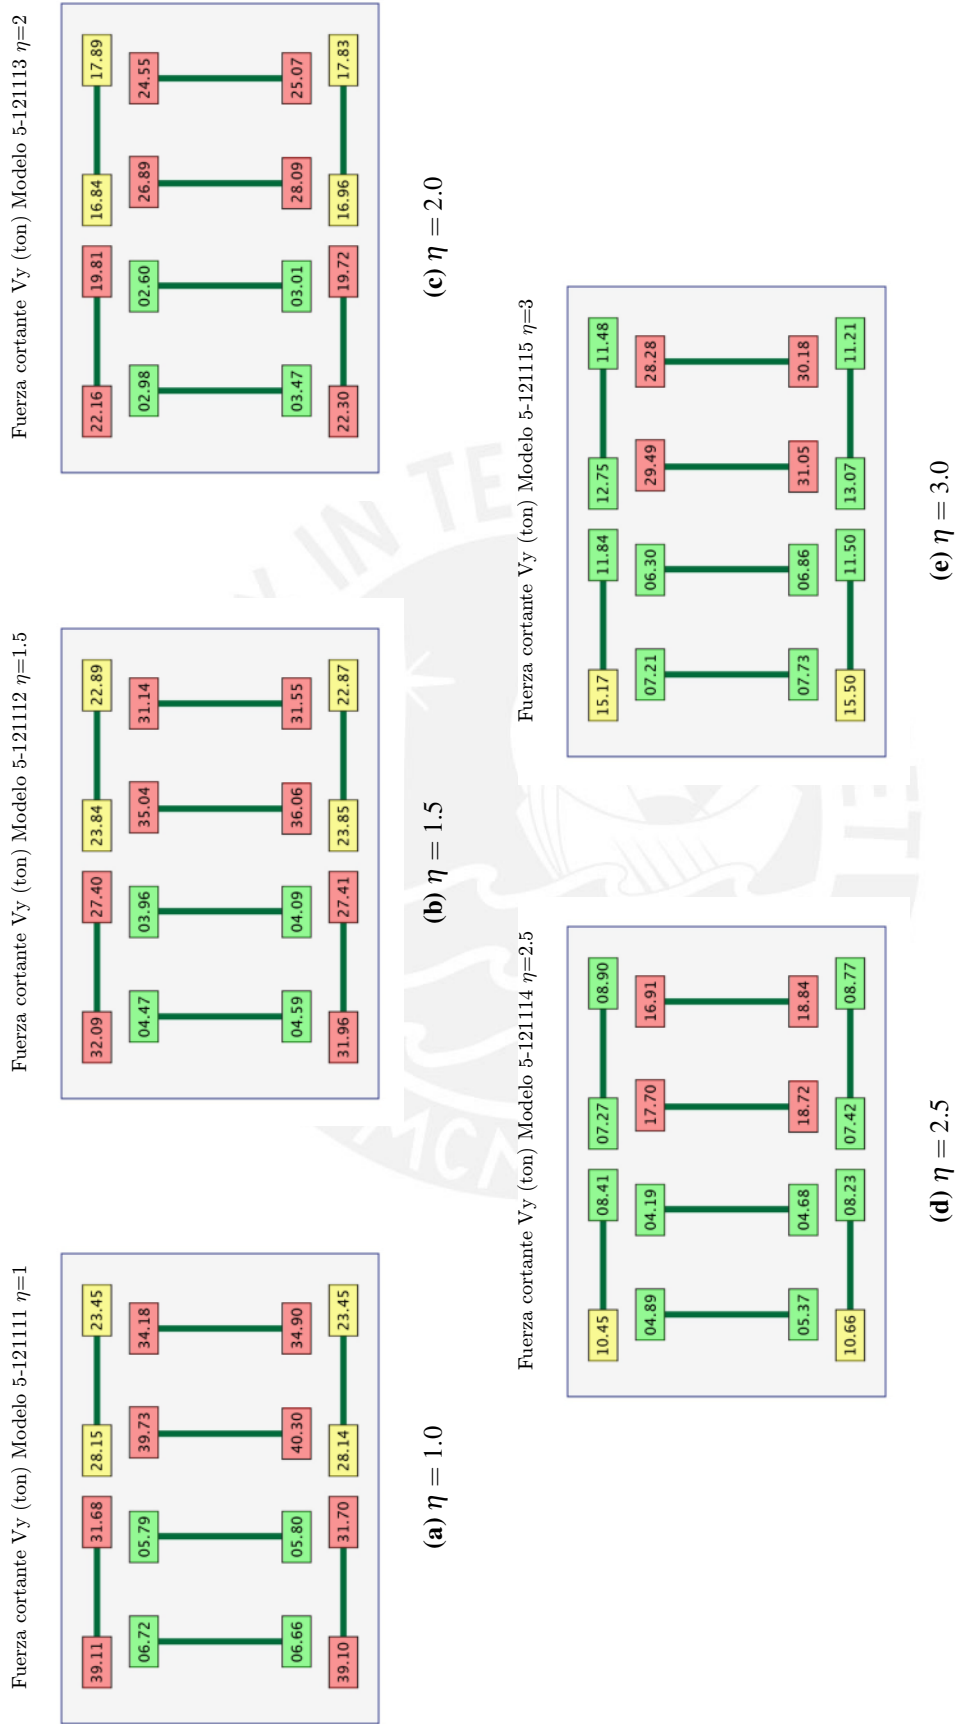 Fuerza cortante Vy (ton) Modelo 5-121111 η=1
39.11 31.68 28.15 23.45
06.72 05.79 39.73 34.18
06.66 05.80 40.30 34.90
39.10 31.70 28.14 23.45
(a) η = 1.0
Fuerza cortante Vy (ton) Modelo 5-121112 η=1.5
32.09 27.40 23.84 22.89
04.47 03.96 35.04 31.14
04.59 04.09 36.06 31.55
31.96 27.41 23.85 22.87
(b) η = 1.5
Fuerza cortante Vy (ton) Modelo 5-121113 η=2
22.16 19.81 16.84 17.89
02.98 02.60 26.89 24.55
03.47 03.01 28.09 25.07
22.30 19.72 16.96 17.83
(c) η = 2.0
Fuerza cortante Vy (ton) Modelo 5-121114 η=2.5
10.45 08.41 07.27 08.90
04.89 04.19 17.70 16.91
05.37 04.68 18.72 18.84
10.66 08.23 07.42 08.77
(d) η = 2.5
Fuerza cortante Vy (ton) Modelo 5-121115 η=3
15.17 11.84 12.75 11.48
07.21 06.30 29.49 28.28
07.73 06.86 31.05 30.18
15.50 11.50 13.07 11.21
(e) η = 3.0